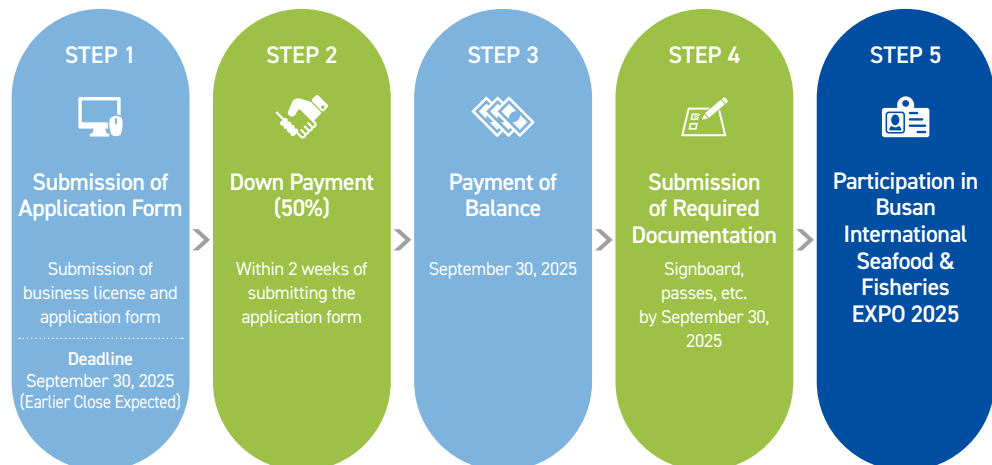 STEP 1
Submission of
Application Form
Submission of
business license and
application form
Deadline
September 30, 2025
(Earlier Close Expected)
STEP 2
Down Payment
(50%)
Within 2 weeks of
submitting the
application form
STEP 3
Payment of
Balance
September 30, 2025
STEP 4
Submission
of Required
Documentation
Signboard,
passes, etc.
by September 30,
2025
STEP 5
Participation in
Busan
International
Seafood &
Fisheries
EXPO 2025